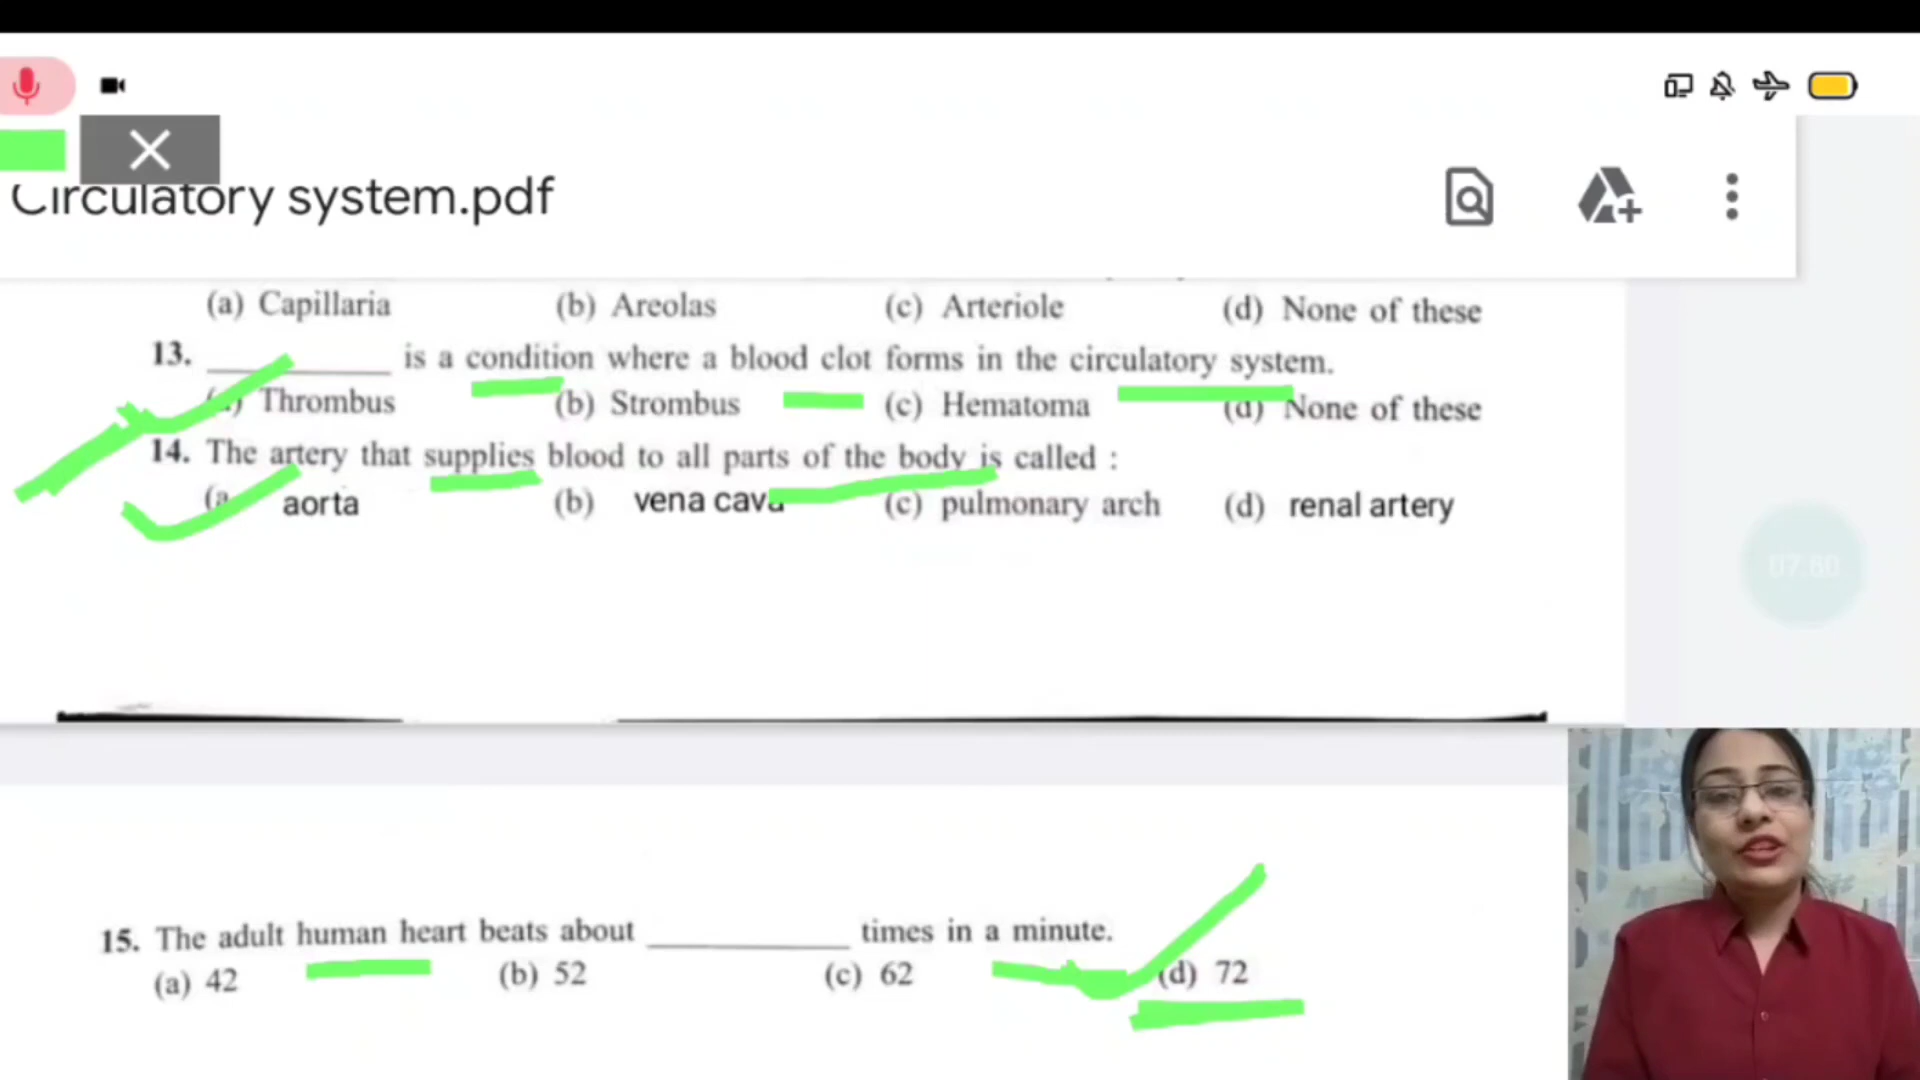 Circulatory system.pdf
(a) Capillaria (b) Areolas (c) Arteriole (d) None of these
13. __________ is a condition where a blood clot forms in the circulatory system.
Thrombus (b) Strombus (c) Hematoma (d) None of these
14. The artery that supplies blood to all parts of the body is called :
(a aorta (b) vena cava (c) pulmonary arch (d) renal artery
15. The adult human heart beats about __________ times in a minute.
(a) 42 (b) 52 (c) 62 (d) 72